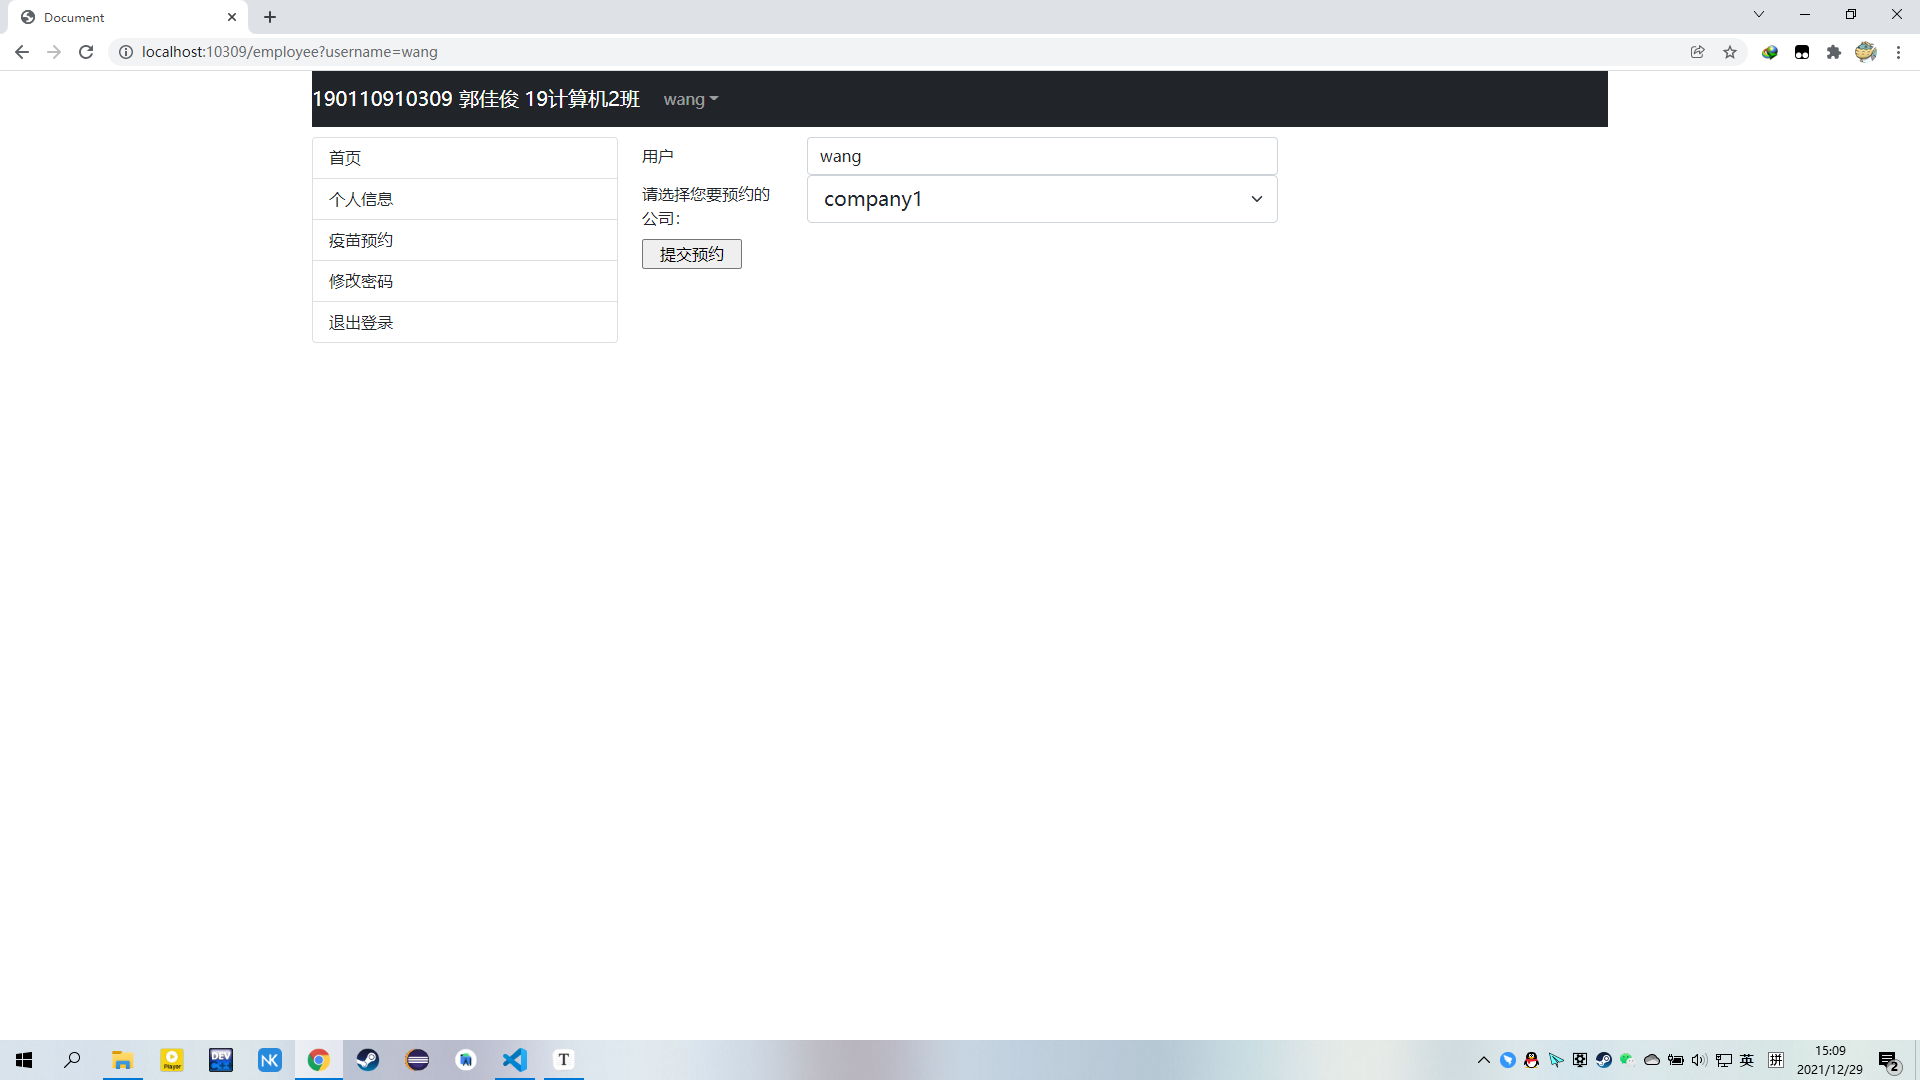 Document
localhost:10309/employee?username=wang
190110910309 郭佳俊 19计算机2班 wang
首页
个人信息
疫苗预约
修改密码
退出登录
用户 wang
请选择您要预约的
公司：
company1
提交预约
Player
DEV
NK
T
英
拼
15:09
2021/12/29
2